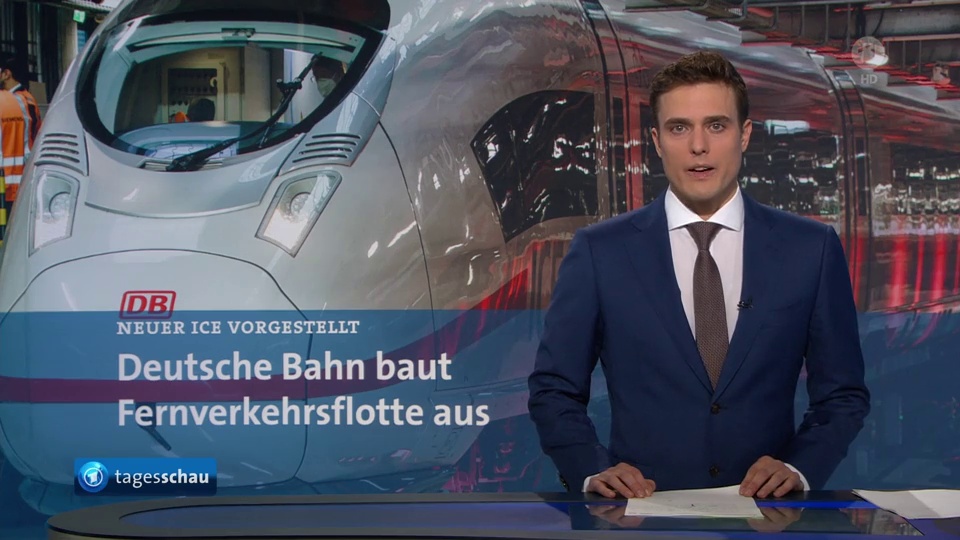 HD
DB
NEUER ICE VORGESTELLT
Deutsche Bahn baut
Fernverkehrsflotte aus
tagesschau